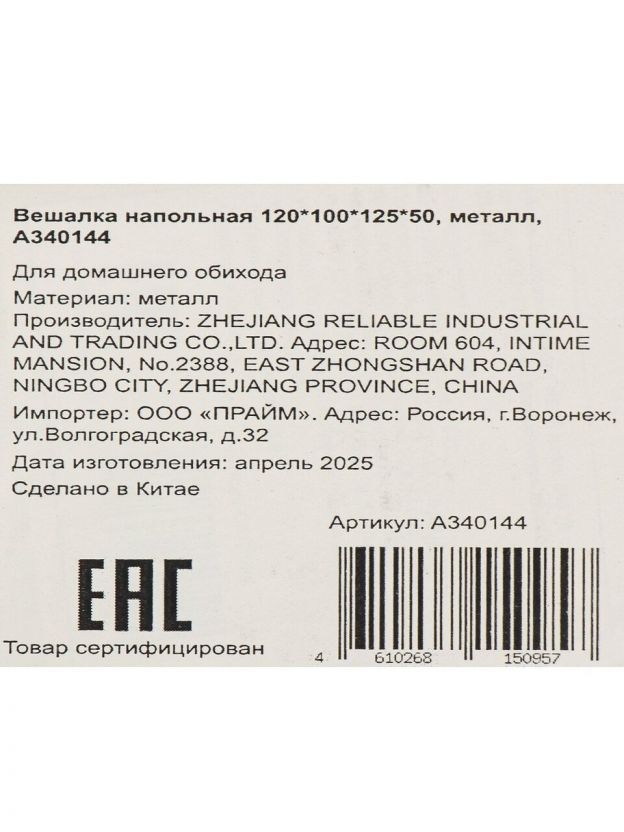 Вешалка напольная 120*100*125*50, металл,
А340144
Для домашнего обихода
Материал: металл
Производитель: ZHEJIANG RELIABLE INDUSTRIAL
AND TRADING CO.,LTD. Адрес: ROOM 604, INTIME
MANSION, No.2388, EAST ZHONGSHAN ROAD,
NINGBO CITY, ZHEJIANG PROVINCE, CHINA
Импортер: ООО «ПРАЙМ». Адрес: Россия, г.Воронеж,
ул.Волгоградская, д.32
Дата изготовления: апрель 2025
Сделано в Китае
Артикул: А340144
EAC
Товар сертифицирован
4 610268 150957